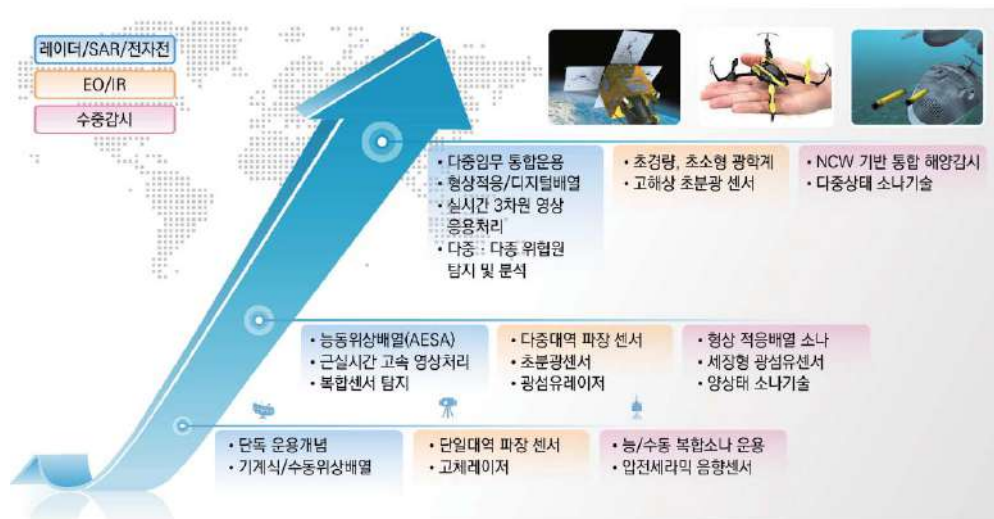 레이더/SAR/전자전
EO/IR
수중감시
• 다중임무 통합운용
• 형상적응/디지털배열
• 실시간 3차원 영상
응용처리
• 다중 · 다종 위협원
탐지 및 분석
• 초경량, 초소형 광학계
• 고해상 초분광 센서
• NCW 기반 통합 해양감시
• 다중상태 소나기술
• 능동위상배열(AESA)
• 근실시간 고속 영상처리
• 복합센서 탐지
• 다중대역 파장 센서
• 초분광센서
• 광섬유레이저
• 형상 적응배열 소나
• 세장형 광섬유센서
• 양상태 소나기술
• 단독 운용개념
• 기계식/수동위상배열
• 단일대역 파장 센서
• 고체레이저
• 능/수동 복합소나 운용
• 압전세라믹 음향센서